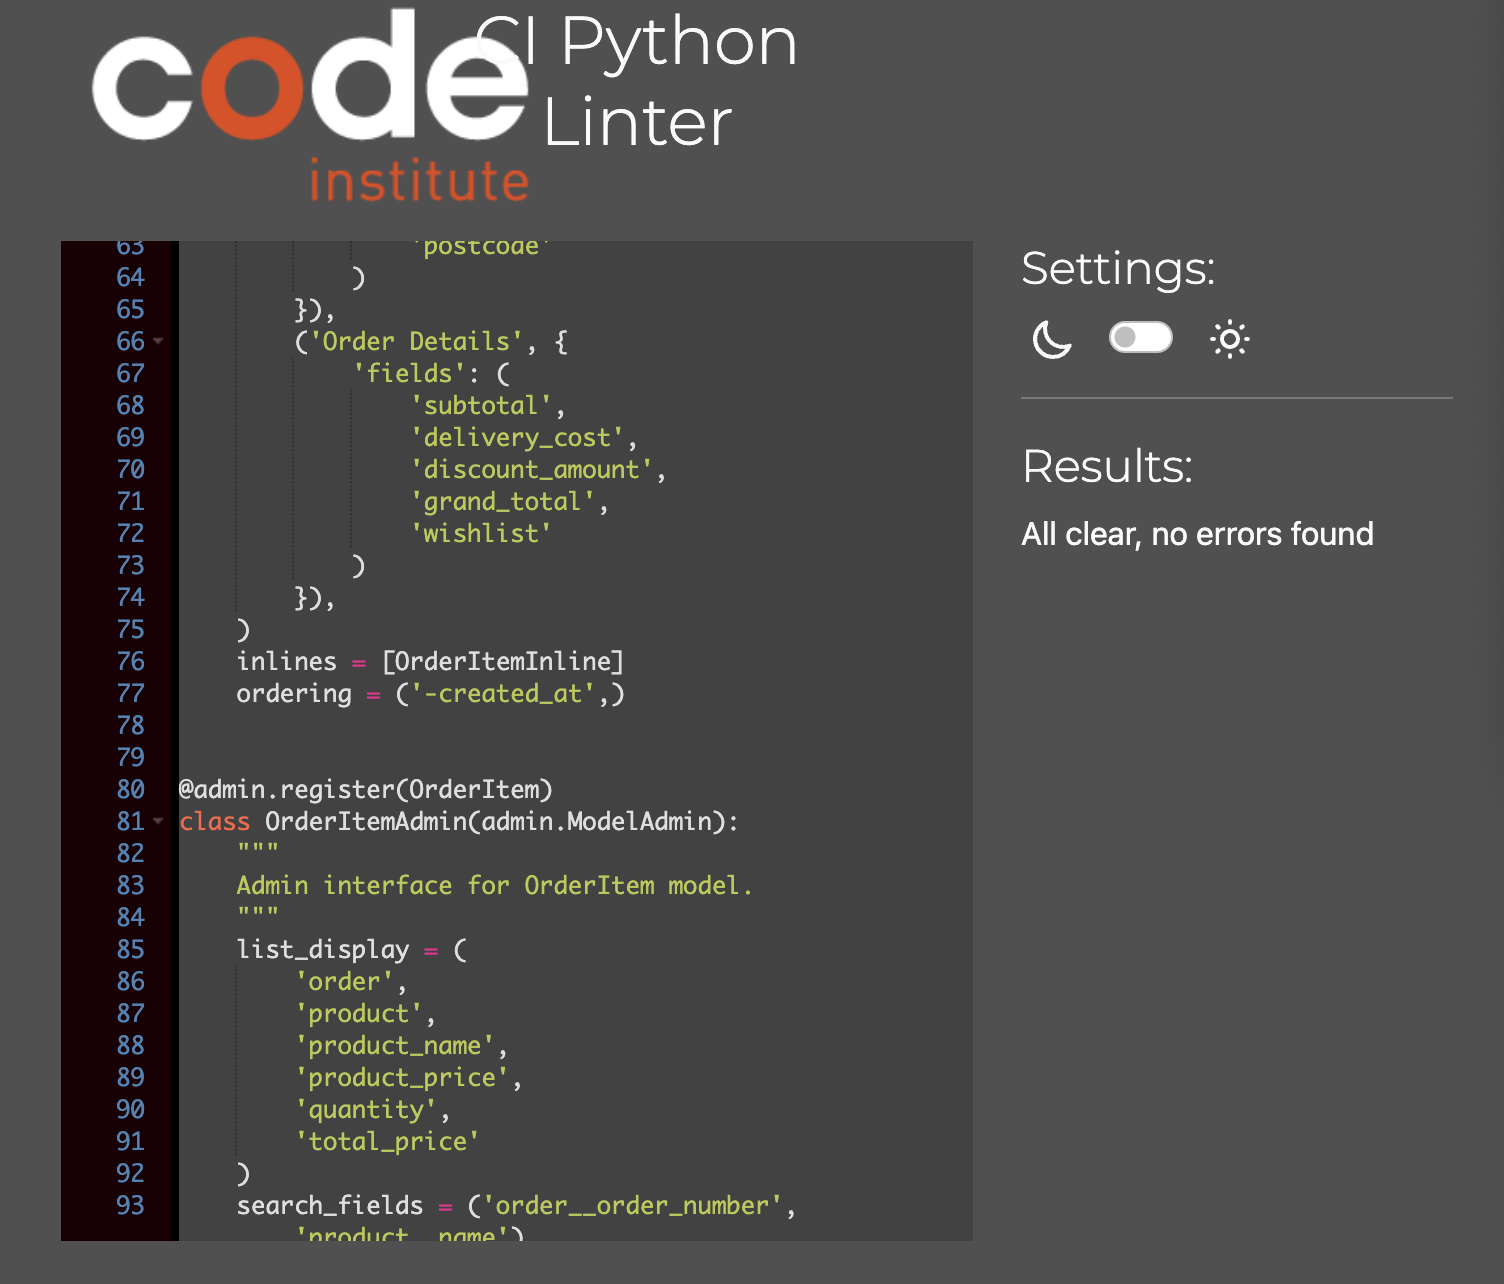 code
institute
CI Python
Linter
63 'postcode'
64 )
65 }),
66 ('Order Details', {
67 'fields': (
68 'subtotal',
69 'delivery_cost',
70 'discount_amount',
71 'grand_total',
72 'wishlist'
73 )
74 }),
75 )
76 inlines = [OrderItemInline]
77 ordering = ('-created_at',)
78
79
80 @admin.register(OrderItem)
81 class OrderItemAdmin(admin.ModelAdmin):
82 """
83 Admin interface for OrderItem model.
84 """
85 list_display = (
86 'order',
87 'product',
88 'product_name',
89 'product_price',
90 'quantity',
91 'total_price'
92 )
93 search_fields = ('order__order_number',
'product__name')
Settings:
Results:
All clear, no errors found